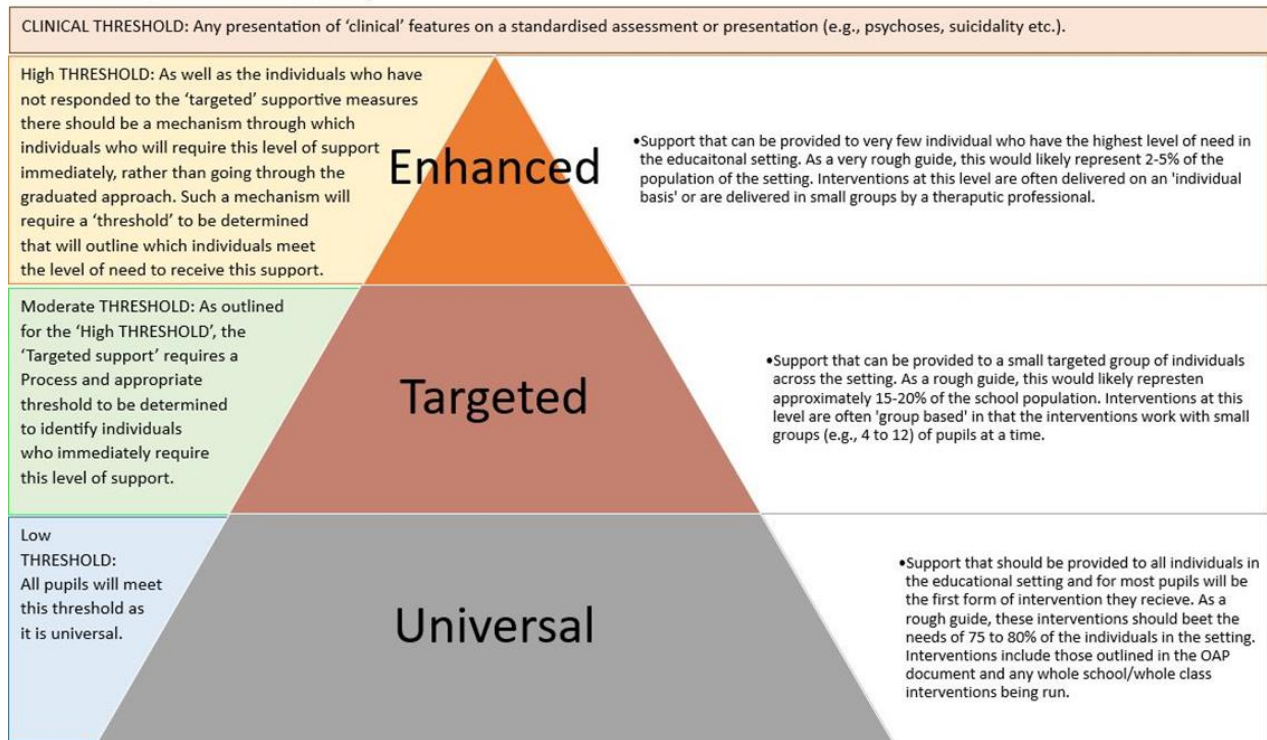 CLINICAL THRESHOLD: Any presentation of ‘clinical’ features on a standardised assessment or presentation (e.g., psychoses, suicidality etc.).
High THRESHOLD: As well as the individuals who have
not responded to the ‘targeted’ supportive measures
there should be a mechanism through which
individuals who will require this level of support
immediately, rather than going through the
graduated approach. Such a mechanism will
require a ‘threshold’ to be determined
that will outline which individuals meet
the level of need to receive this support.
Enhanced
•Support that can be provided to very few individual who have the highest level of need in
the educaitonal setting. As a very rough guide, this would likely represent 2-5% of the
population of the setting. Interventions at this level are often delivered on an 'individual
basis' or are delivered in small groups by a theraputic professional.
Moderate THRESHOLD: As outlined
for the ‘High THRESHOLD’, the
‘Targeted support’ requires a
Process and appropriate
threshold to be determined
to identify individuals
who immediately require
this level of support.
Targeted
•Support that can be provided to a small targeted group of individuals
across the setting. As a rough guide, this would likely represten
approximately 15-20% of the school population. Interventions at this
level are often 'group based' in that the interventions work with small
groups (e.g., 4 to 12) of pupils at a time.
Low
THRESHOLD:
All pupils will meet
this threshold as
it is universal.
Universal
•Support that should be provided to all individuals in
the educational setting and for most pupils will be
the first form of intervention they recieve. As a
rough guide, these interventions should beet the
needs of 75 to 80% of the individuals in the setting.
Interventions include those outlined in the OAP
document and any whole school/whole class
interventions being run.